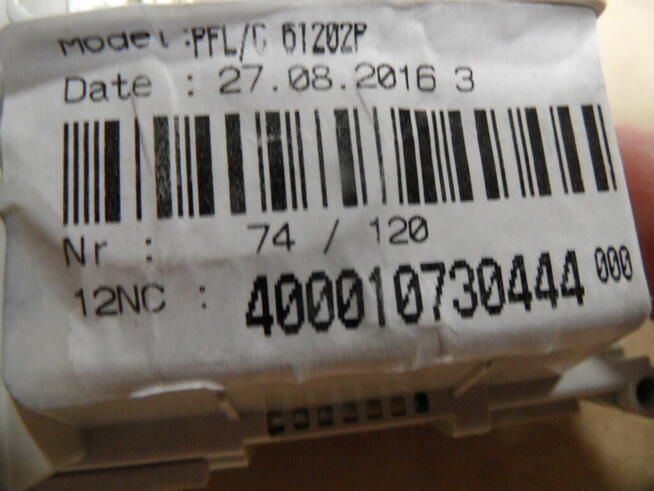 Model :PFL/C 61202P
Date : 27.08.2016 3
Nr : 74 / 120
12NC : 400010730444 000